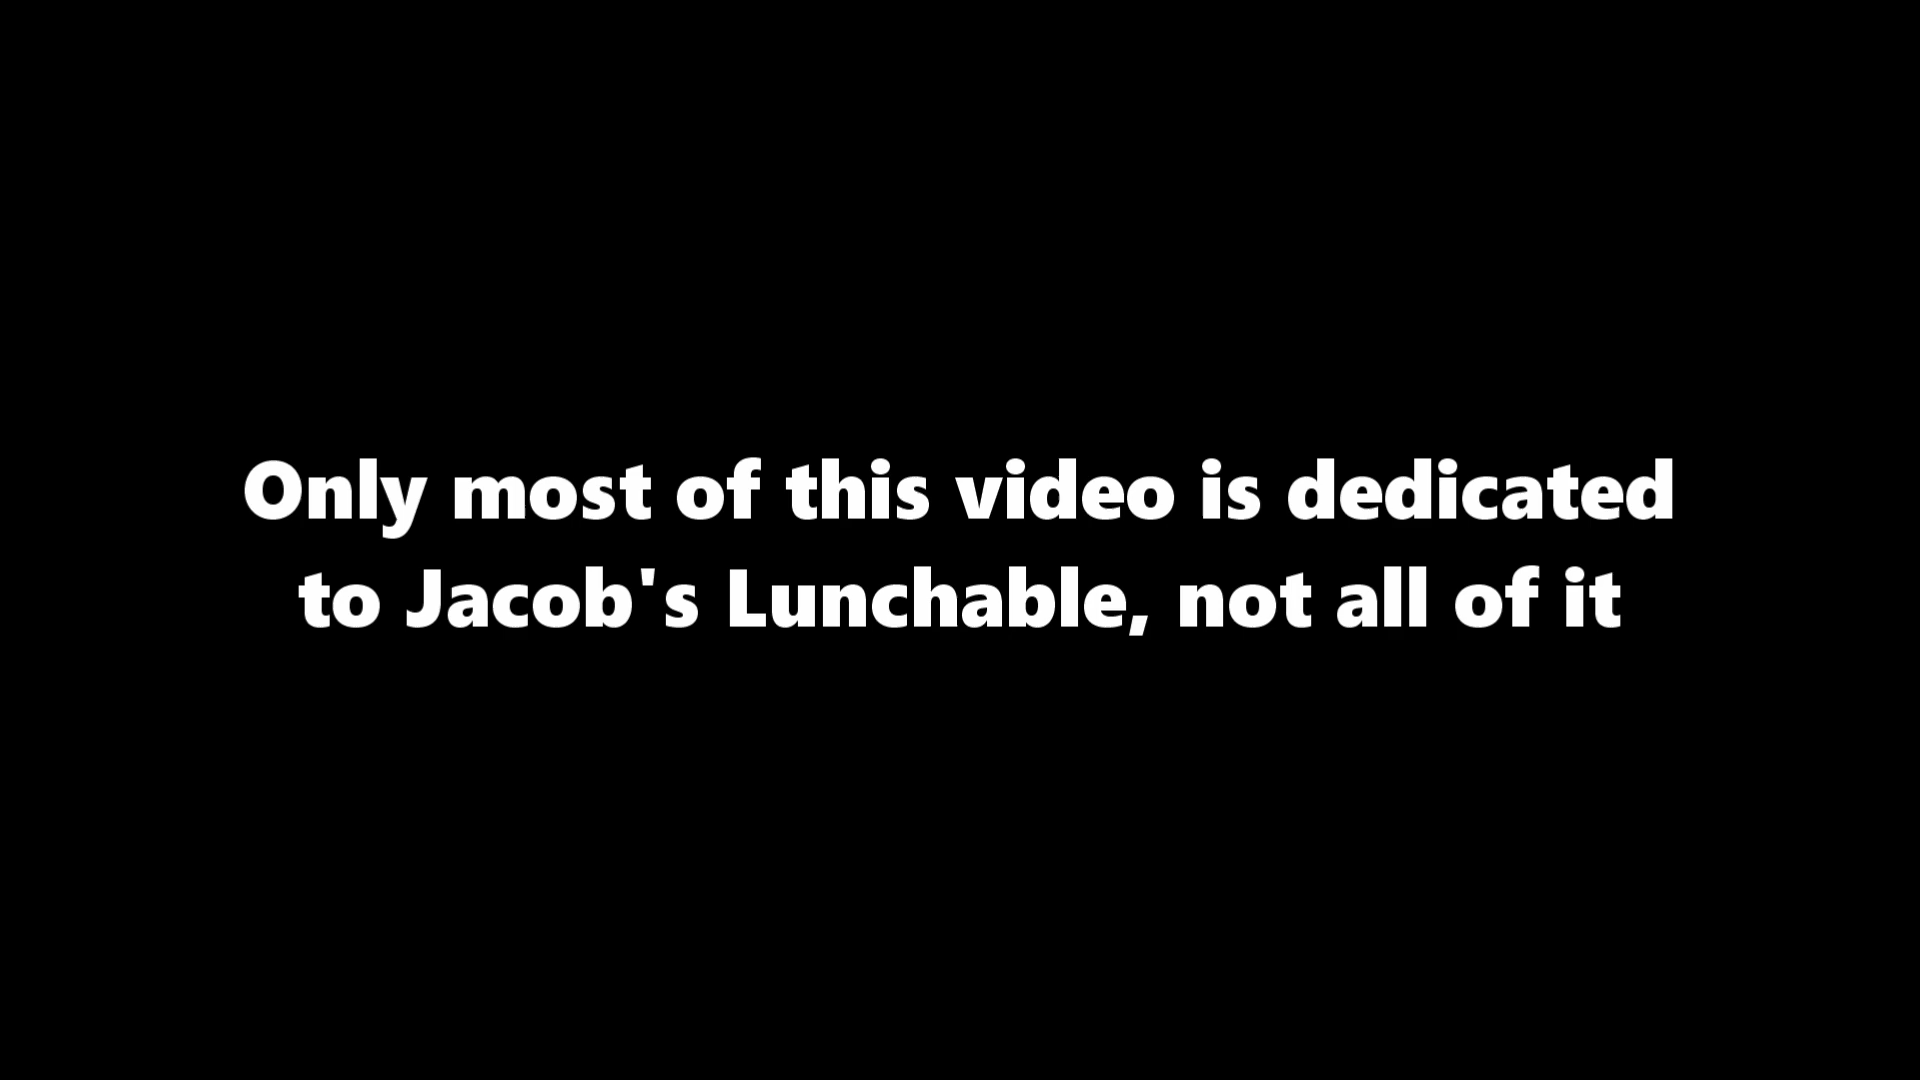 Only most of this video is dedicated
to Jacob's Lunchable, not all of it